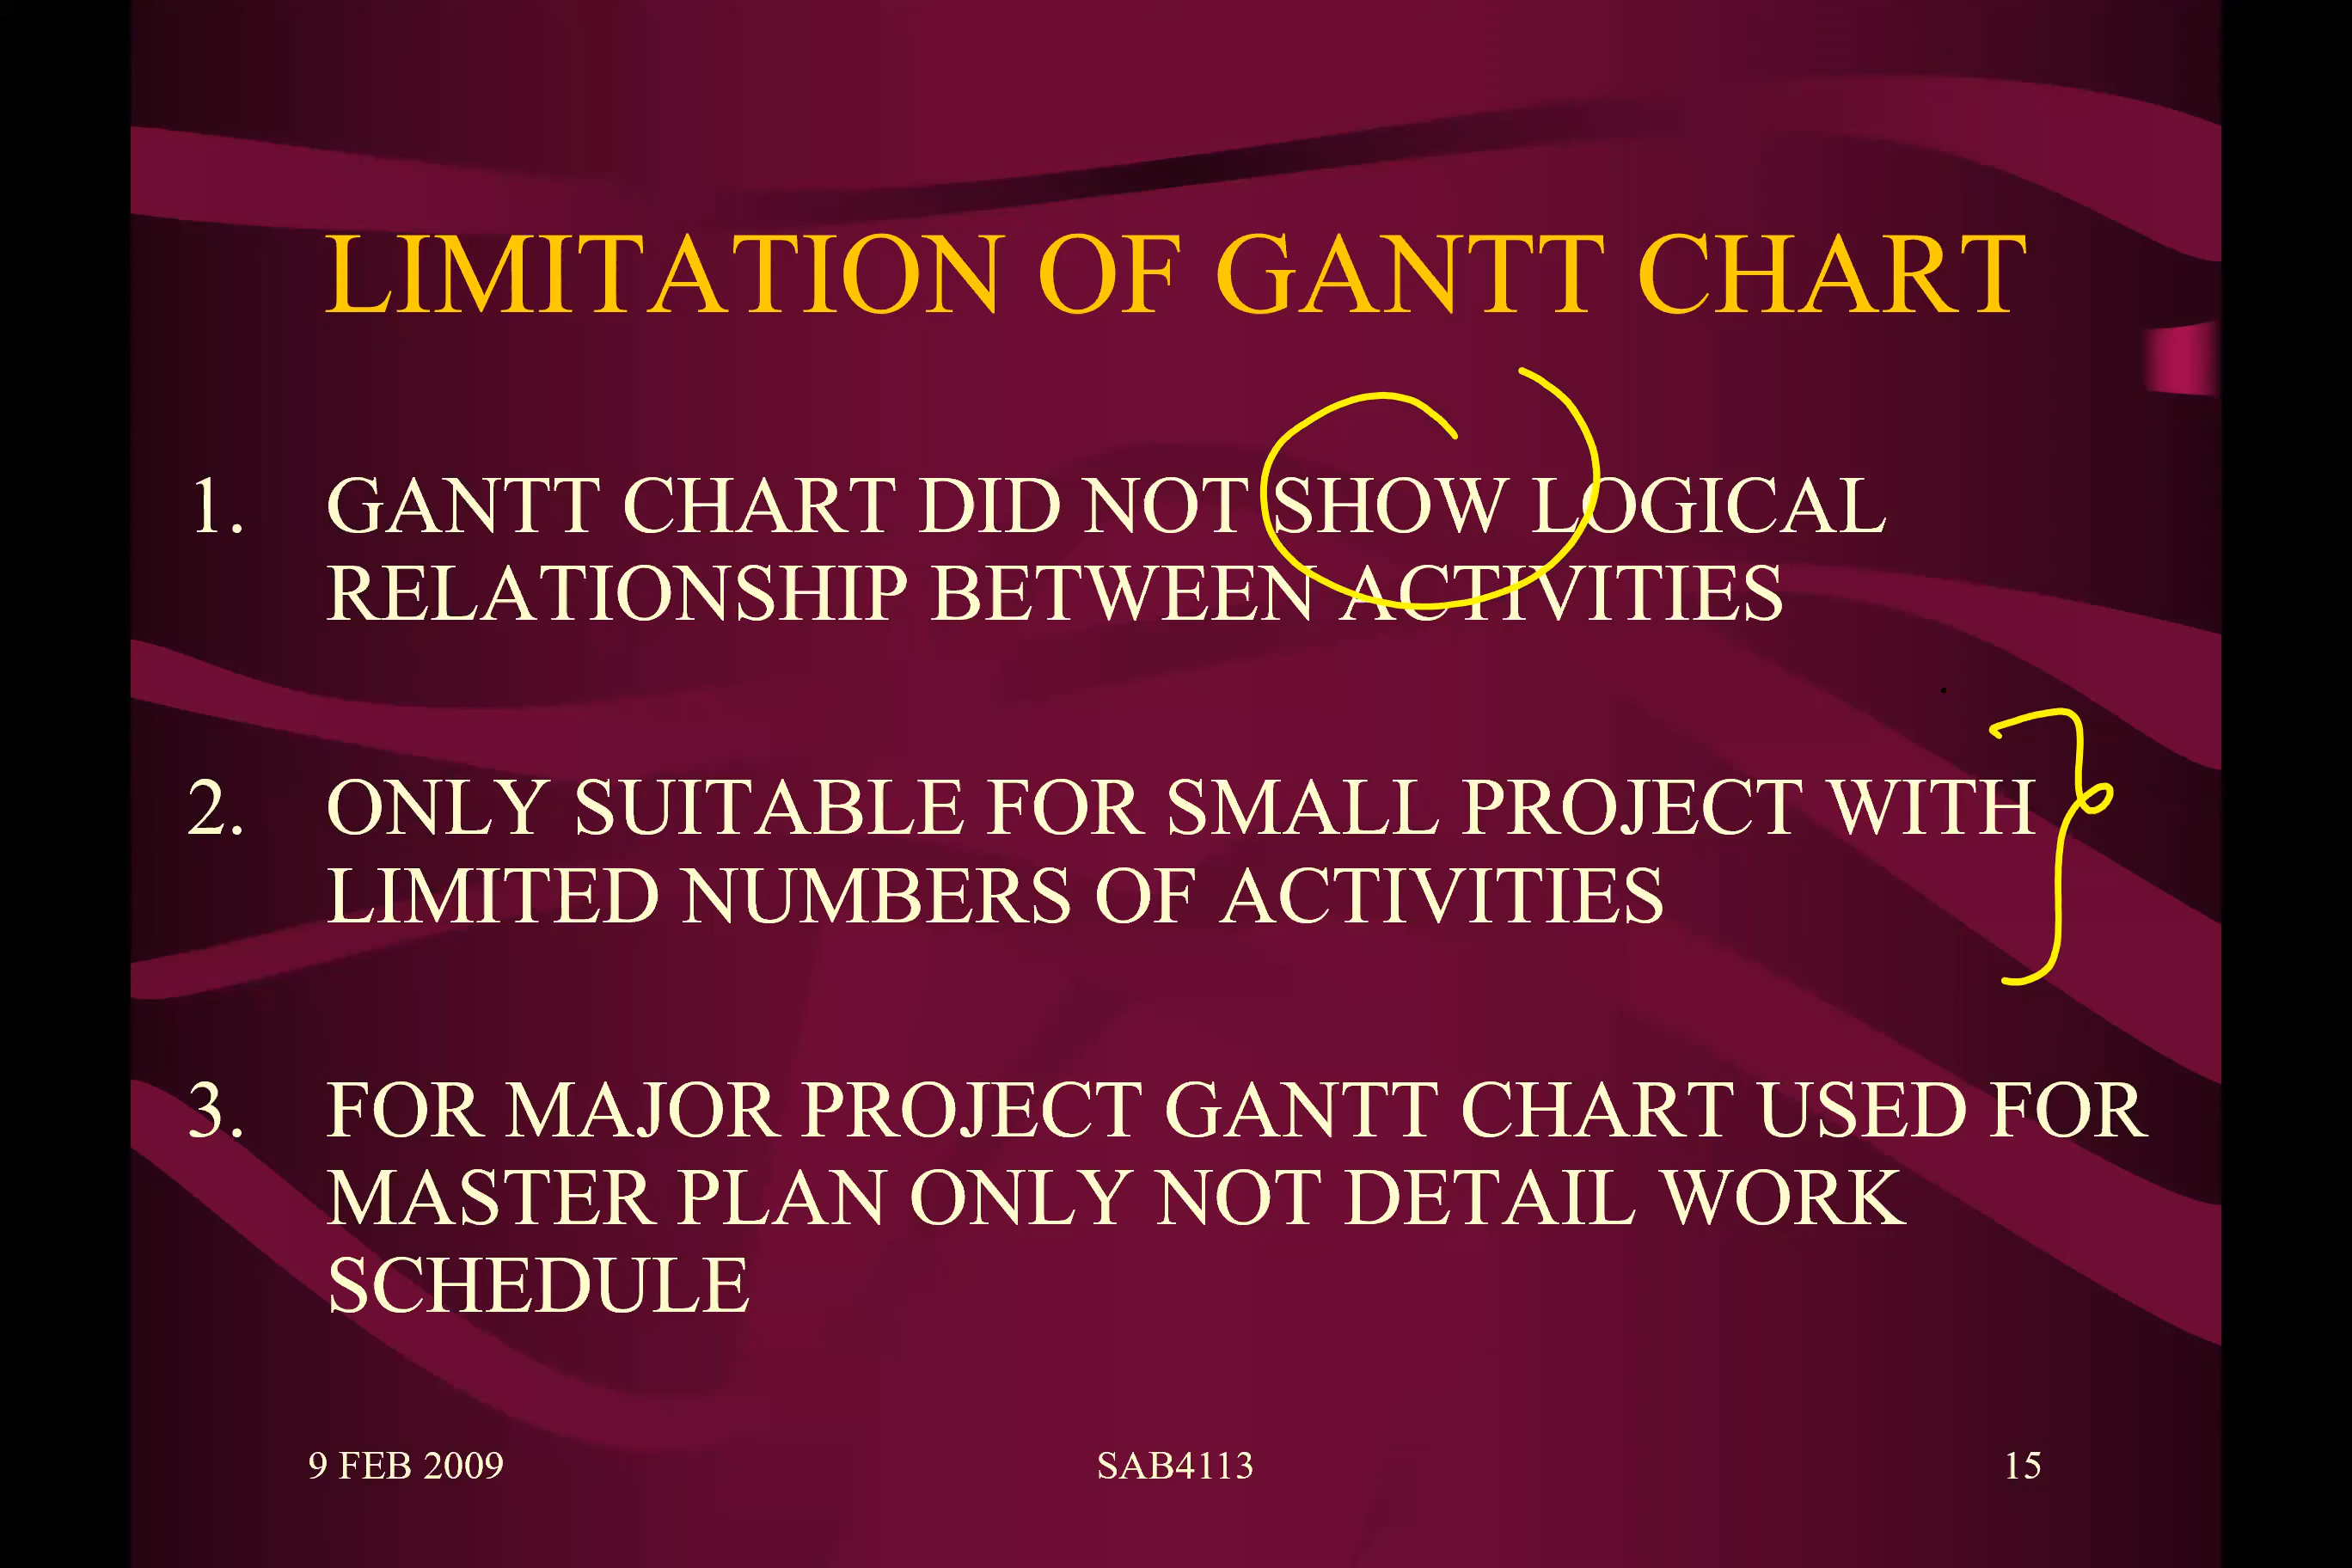 LIMITATION OF GANTT CHART
1. GANTT CHART DID NOT SHOW LOGICAL
RELATIONSHIP BETWEEN ACTIVITIES
2. ONLY SUITABLE FOR SMALL PROJECT WITH
LIMITED NUMBERS OF ACTIVITIES
3. FOR MAJOR PROJECT GANTT CHART USED FOR
MASTER PLAN ONLY NOT DETAIL WORK
SCHEDULE
9 FEB 2009 SAB4113 15